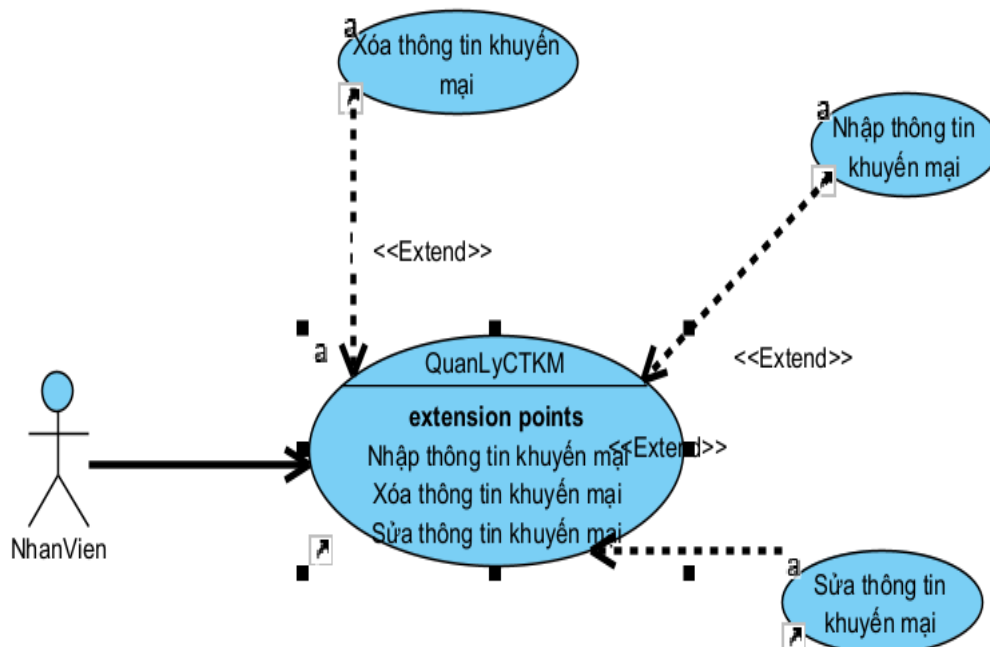 a
Xóa thông tin khuyến
mại
a
Nhập thông tin
khuyến mại
<<Extend>>
a
QuanLyCTKM
<<Extend>>
extension points
Nhập thông tin khuyến mại
<<Extend>>
Xóa thông tin khuyến mại
Sửa thông tin khuyến mại
NhanVien
a
Sửa thông tin
khuyến mại